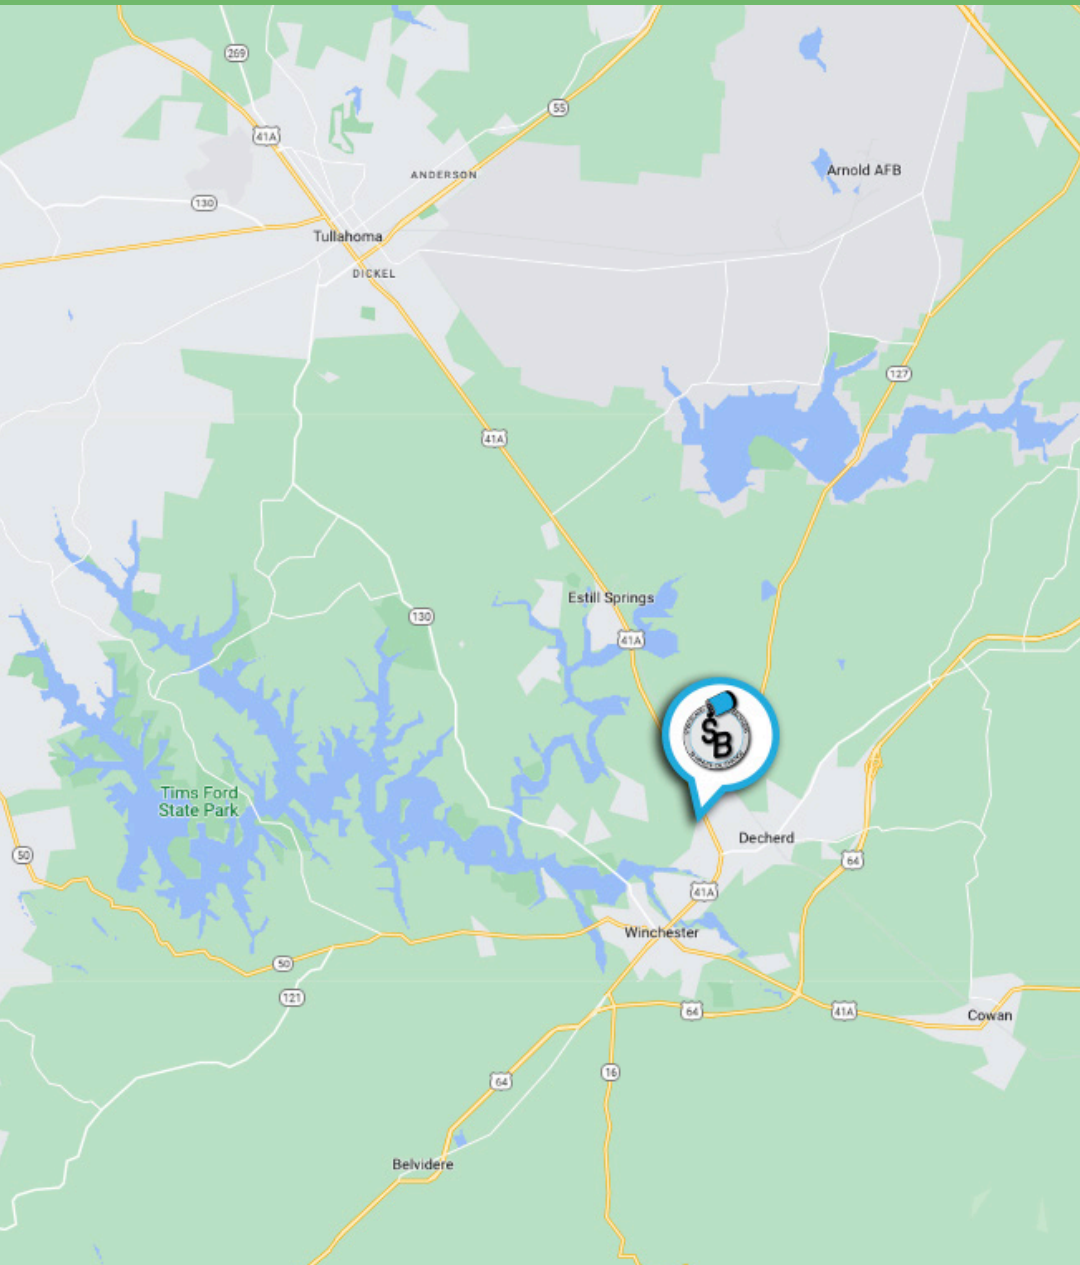 269
55
41A
Arnold AFB
ANDERSON
130
Tullahoma
DICKEL
127
41A
Estill Springs
130
41A
SB
Tims Ford
State Park
Decherd
50
64
41A
Winchester
50
121
64
41A
Cowan
16
64
Belvidere